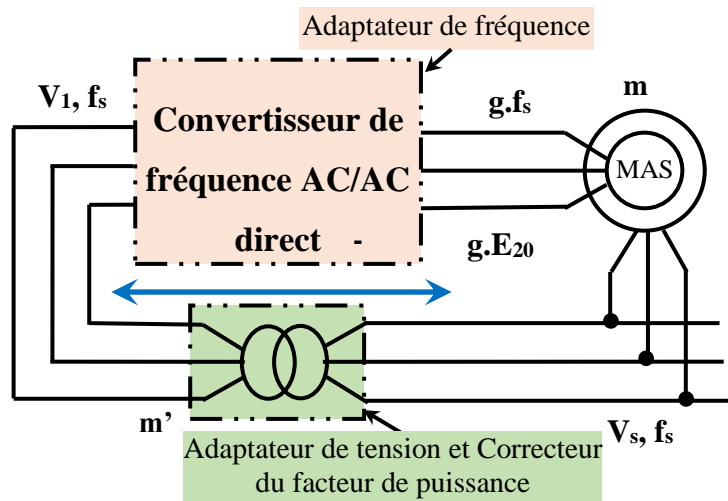 Adaptateur de fréquence
V₁, fₛ
Convertisseur de
fréquence AC/AC
direct -
g.fₛ
g.E₂₀
m
MAS
m’
Vₛ, fₛ
Adaptateur de tension et Correcteur
du facteur de puissance